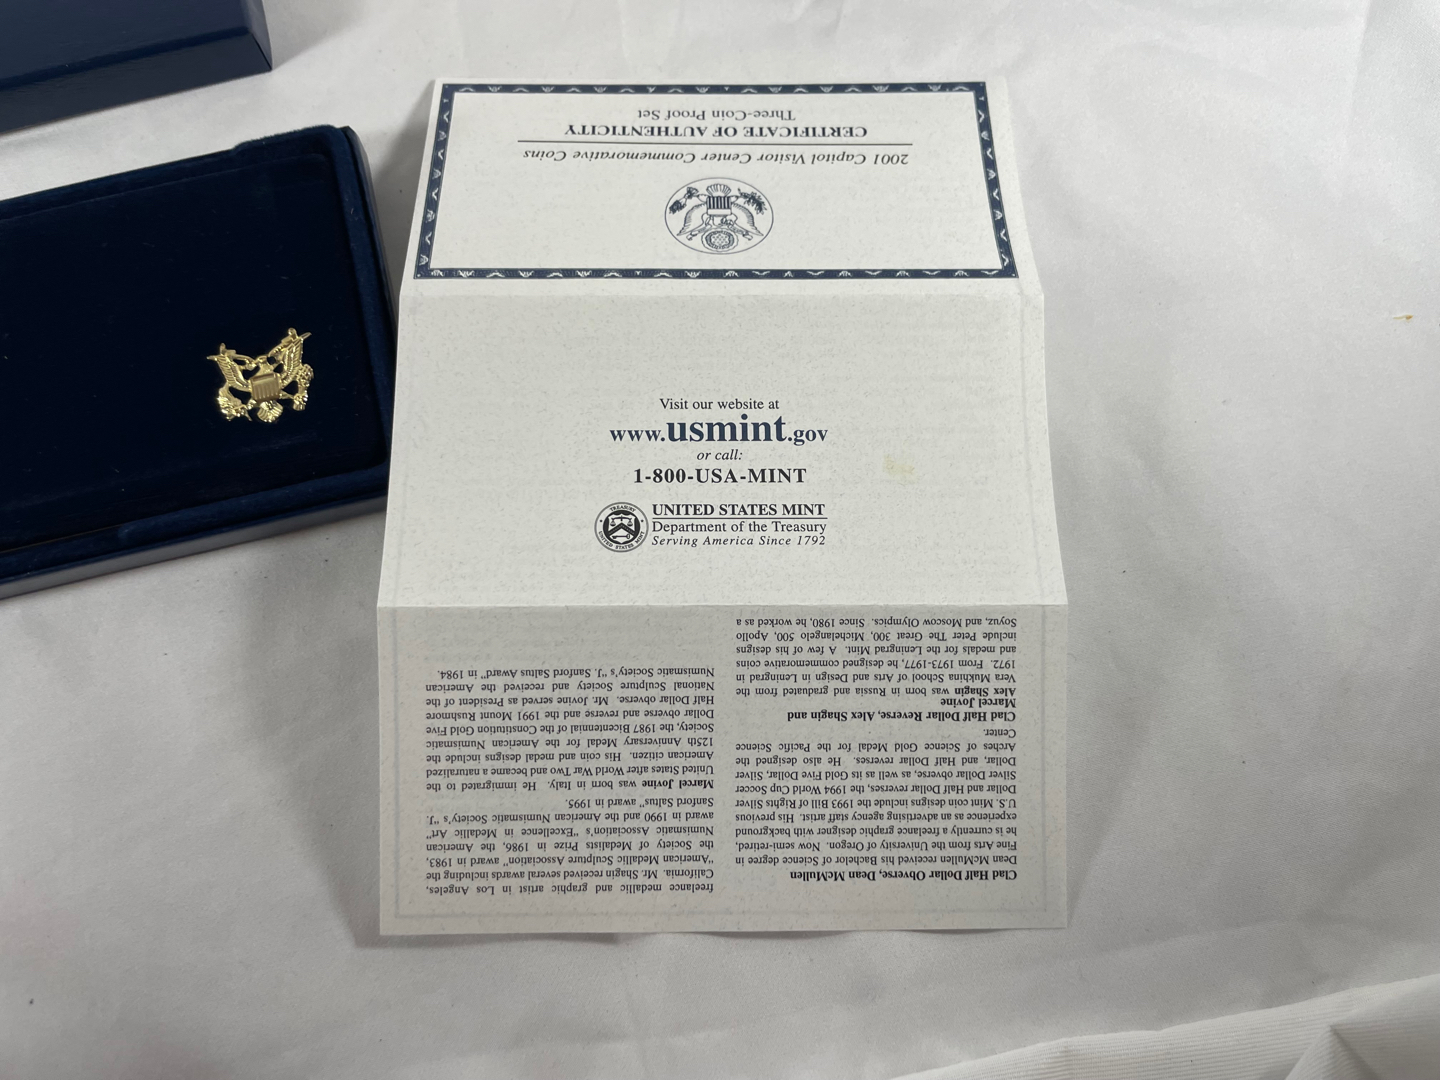 2001 Capitol Visitor Center Commemorative Coins
CERTIFICATE OF AUTHENTICITY
Three-Coin Proof Set
Visit our website at
www.usmint.gov
or call:
1-800-USA-MINT
UNITED STATES MINT
Department of the Treasury
Serving America Since 1792
TREASURY
UNITED STATES MINT
Clad Half Dollar Obverse, Dean McMullen
Dean McMullen received his Bachelor of Science degree in
Fine Arts from the University of Oregon. Now semi-retired,
he is currently a freelance graphic designer with background
experience as an advertising agency staff artist. His previous
U.S. Mint coin designs include the 1993 Bill of Rights Silver
Dollar and Half Dollar reverses, the 1994 World Cup Soccer
Silver Dollar obverse, as well as its Gold Five Dollar, Silver
Dollar, and Half Dollar reverses. He also designed the
Arches of Science Gold Medal for the Pacific Science
Center.
Clad Half Dollar Reverse, Alex Shagin and
Marcel Jovine
Alex Shagin was born in Russia and graduated from the
Vera Mukhina School of Arts and Design in Leningrad in
1972. From 1973-1977, he designed commemorative coins
and medals for the Leningrad Mint. A few of his designs
include Peter The Great 300, Michelangelo 500, Apollo
Soyuz, and Moscow Olympics. Since 1980, he worked as a
freelance medallic and graphic artist in Los Angeles,
California. Mr. Shagin received several awards including the
"American Medallic Sculpture Association" award in 1983,
the Society of Medalists Prize in 1986, the American
Numismatic Association's "Excellence in Medallic Art"
award in 1990 and the American Numismatic Society's "J.
Sanford Saltus" award in 1995.
Marcel Jovine was born in Italy. He immigrated to the
United States after World War Two and became a naturalized
American citizen. His coin and medal designs include the
125th Anniversary Medal for the American Numismatic
Society, the 1987 Bicentennial of the Constitution Gold Five
Dollar obverse and reverse and the 1991 Mount Rushmore
Half Dollar obverse. Mr. Jovine served as President of the
National Sculpture Society and received the American
Numismatic Society's "J. Sanford Saltus Award" in 1984.